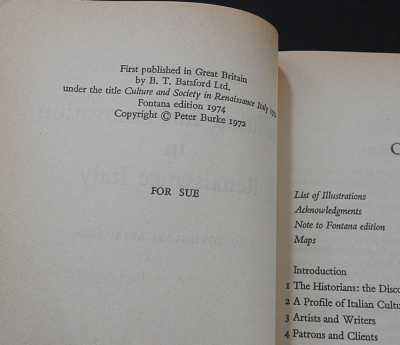 First published in Great Britain
by B. T. Batsford Ltd.
under the title Culture and Society in Renaissance Italy
Fontana edition 1974
Copyright © Peter Burke 1972
FOR SUE
List of Illustrations
Acknowledgments
Note to Fontana edition
Maps
Introduction
1 The Historians: the Disco
2 A Profile of Italian Cultu
3 Artists and Writers
4 Patrons and Clients